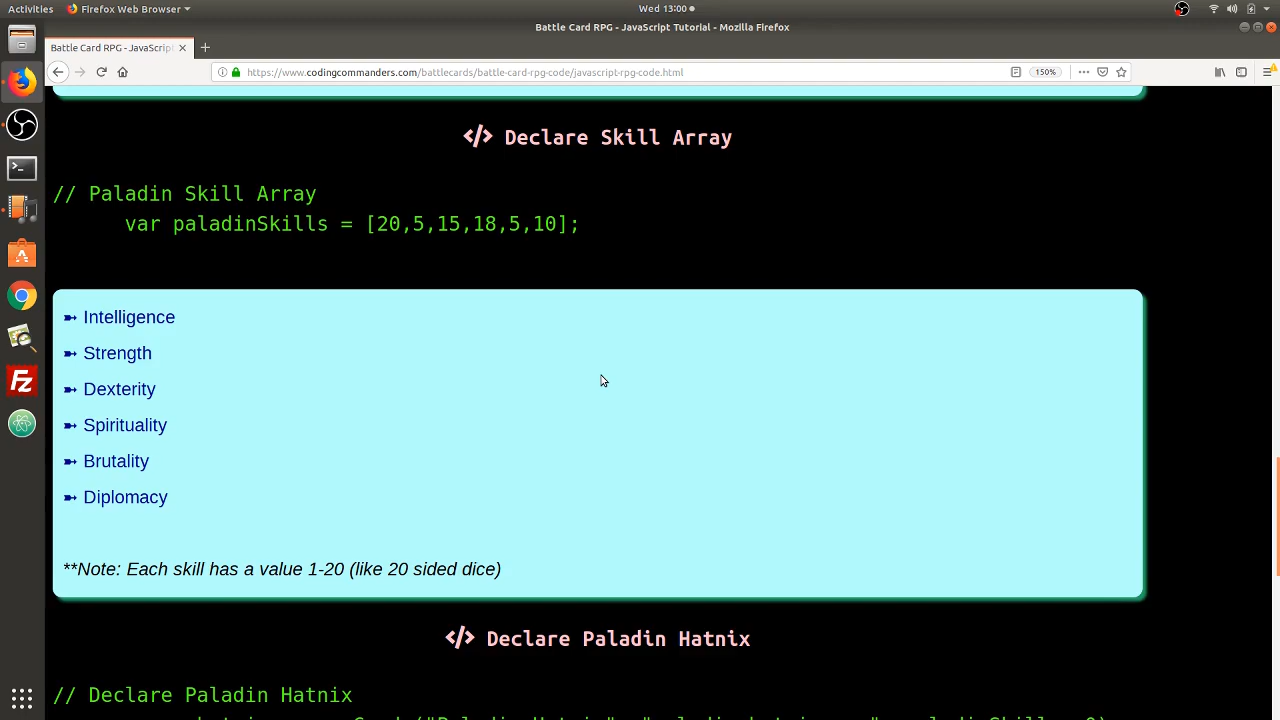 Activities
Firefox Web Browser
Wed 13:00
Battle Card RPG - JavaScript Tutorial - Mozilla Firefox
Battle Card RPG - JavaScript
https://www.codingcommanders.com/battlecards/battle-card-rpg-code/javascript-rpg-code.html
150%
</> Declare Skill Array
// Paladin Skill Array
var paladinSkills = [20,5,15,18,5,10];
➼ Intelligence
➼ Strength
➼ Dexterity
➼ Spirituality
➼ Brutality
➼ Diplomacy
**Note: Each skill has a value 1-20 (like 20 sided dice)
</> Declare Paladin Hatnix
// Declare Paladin Hatnix